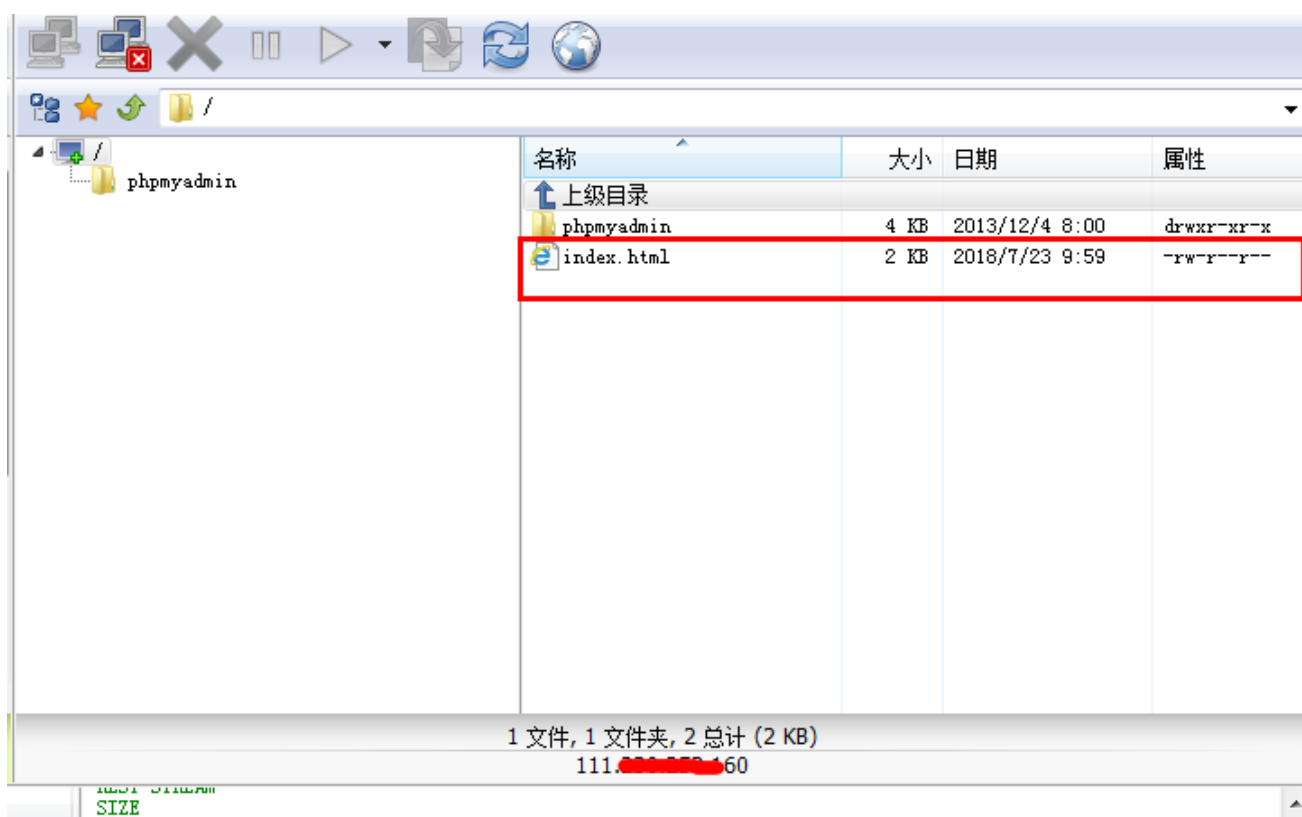 /
/
phpmyadmin
名称 大小 日期 属性
上级目录
phpmyadmin 4 KB 2013/12/4 8:00 drwxr-xr-x
index.html 2 KB 2018/7/23 9:59 -rw-r--r--
1 文件, 1 文件夹, 2 总计 (2 KB)
111. 60
SIZE